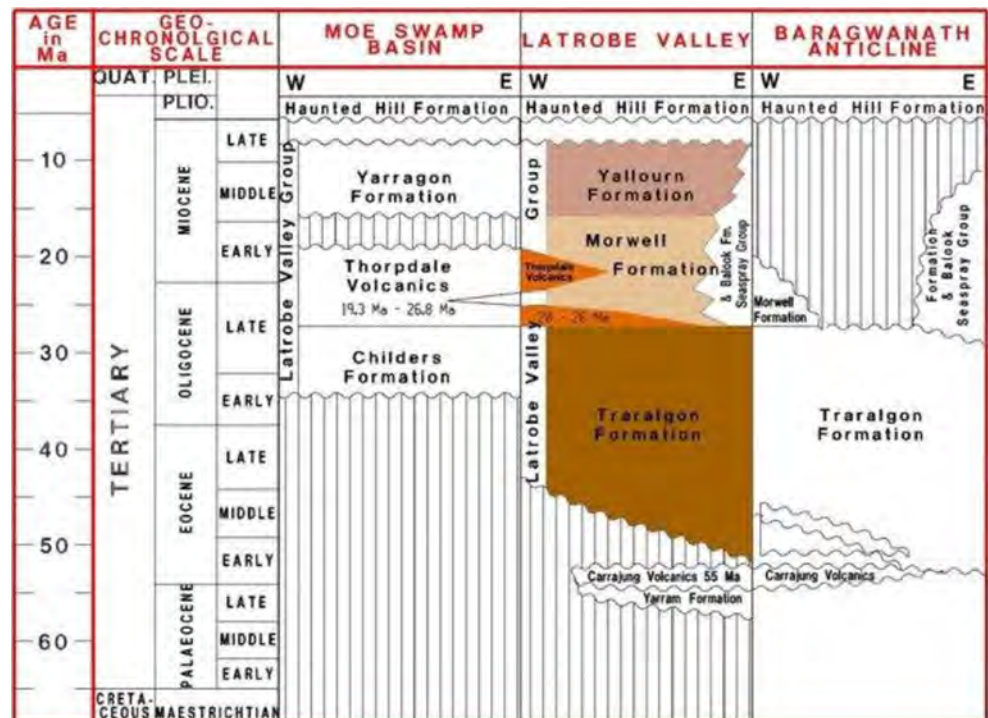 AGE
in
Ma
GEO-
CHRONOLGICAL
SCALE
MOE SWAMP
BASIN
LATROBE VALLEY
BARAGWANATH
ANTICLINE
QUAT.
PLEI.
PLIO.
W
E
W
E
W
E
Haunted Hill Formation
Haunted Hill Formation
Haunted Hill Formation
10
20
30
40
50
60
TERTIARY
CRETA-
CEOUS
MAESTRICHTIAN
MIOCENE
OLIGOCENE
EOCENE
PALAEOCENE
LATE
MIDDLE
EARLY
LATE
EARLY
LATE
MIDDLE
EARLY
LATE
MIDDLE
EARLY
Latrobe Valley Group
Yarragon
Formation
Thorpdale
Volcanics
19.3 Ma - 26.8 Ma
Childers
Formation
Latrobe Valley
Group
Yallourn
Formation
Morwell
Formation
Thorpdale
Volcanics
20 - 26 Ma
& Balook Fm.
Seaspray Group
Traralgon
Formation
Carrajung Volcanics 55 Ma
Yarram Formation
Morwell
Formation
Formation
& Balook
Seaspray Group
Traralgon
Formation
Carrajung Volcanics